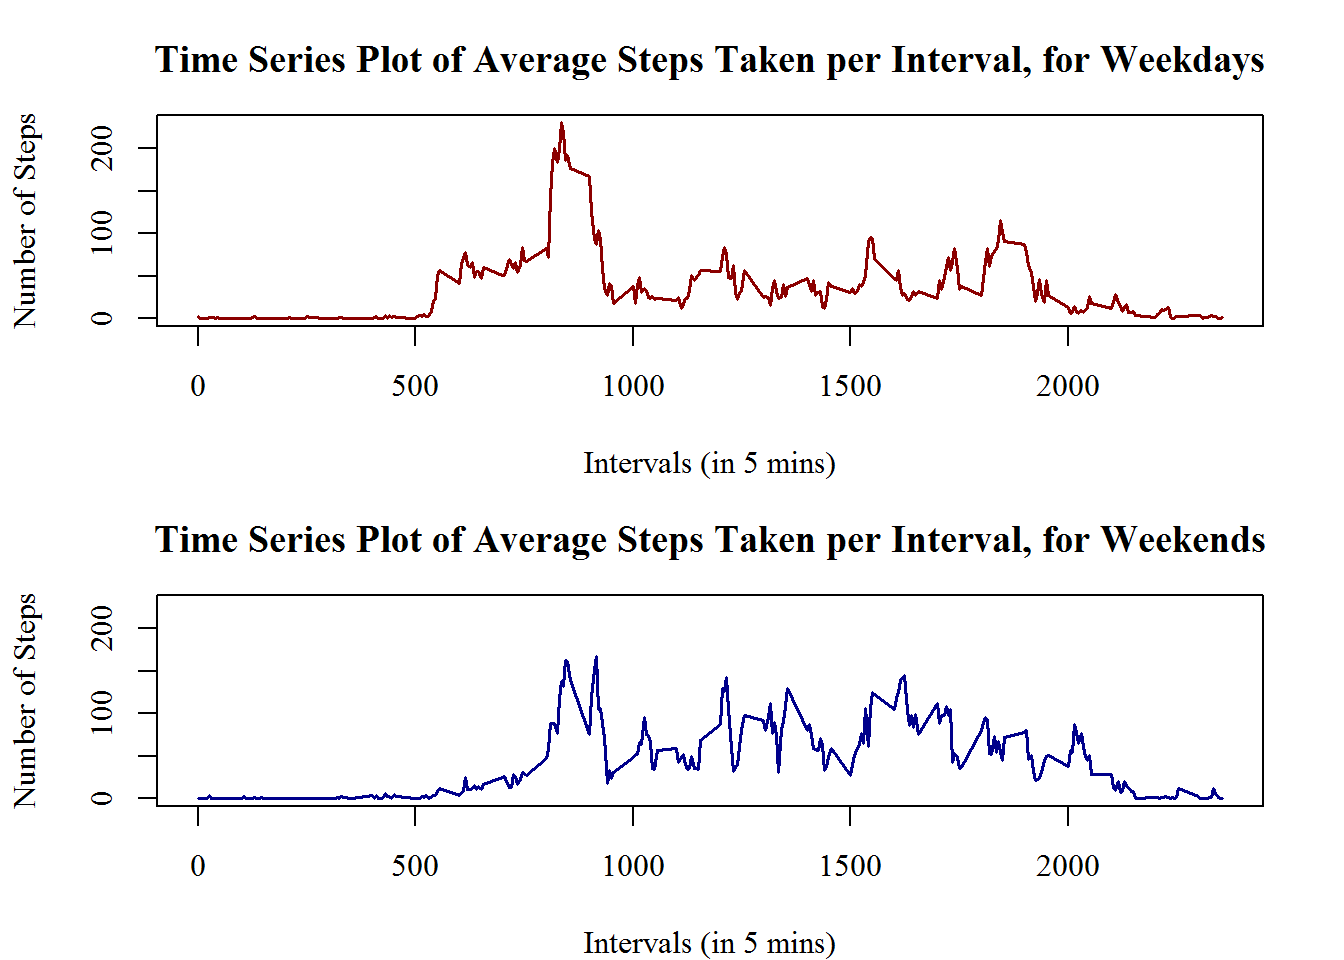 Time Series Plot of Average Steps Taken per Interval, for Weekdays
Number of Steps
200
100
0
0 500 1000 1500 2000
Intervals (in 5 mins)
Time Series Plot of Average Steps Taken per Interval, for Weekends
Number of Steps
200
100
0
0 500 1000 1500 2000
Intervals (in 5 mins)